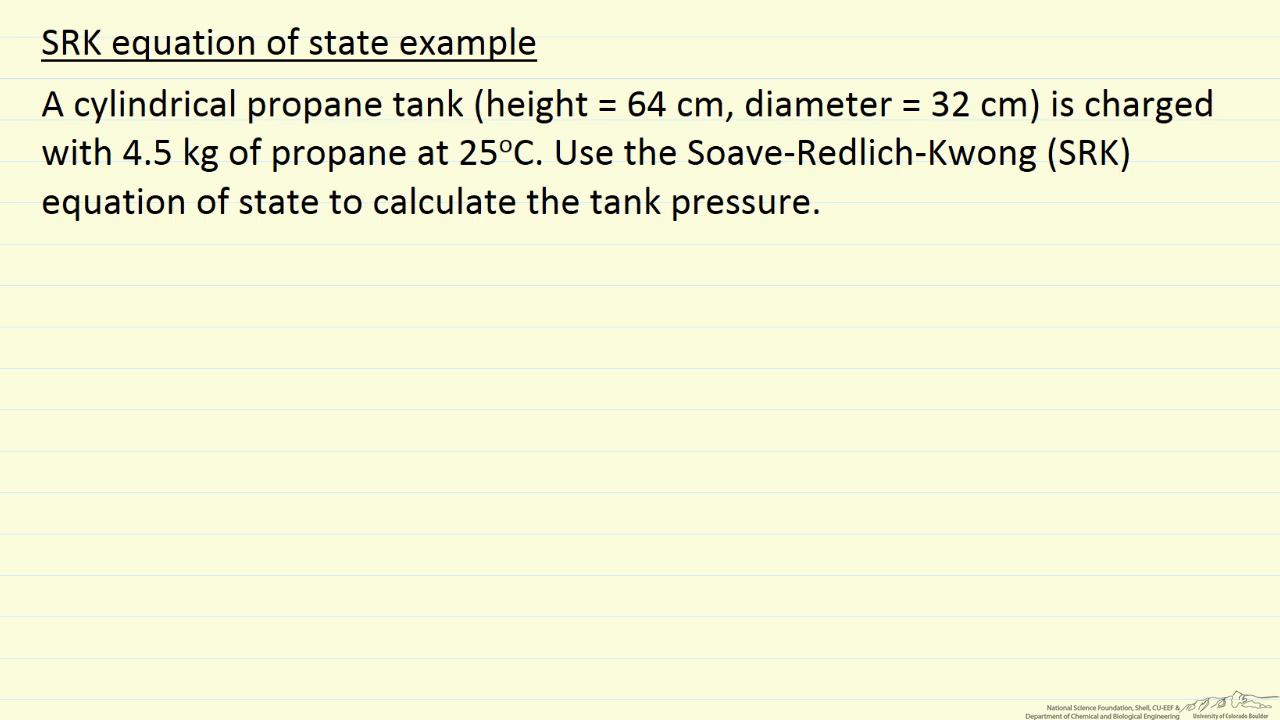 SRK equation of state example
A cylindrical propane tank (height = 64 cm, diameter = 32 cm) is charged
with 4.5 kg of propane at 25ºC. Use the Soave-Redlich-Kwong (SRK)
equation of state to calculate the tank pressure.
National Science Foundation, Shell, CU-EEF &
Department of Chemical and Biological Engineering
University of Colorado Boulder